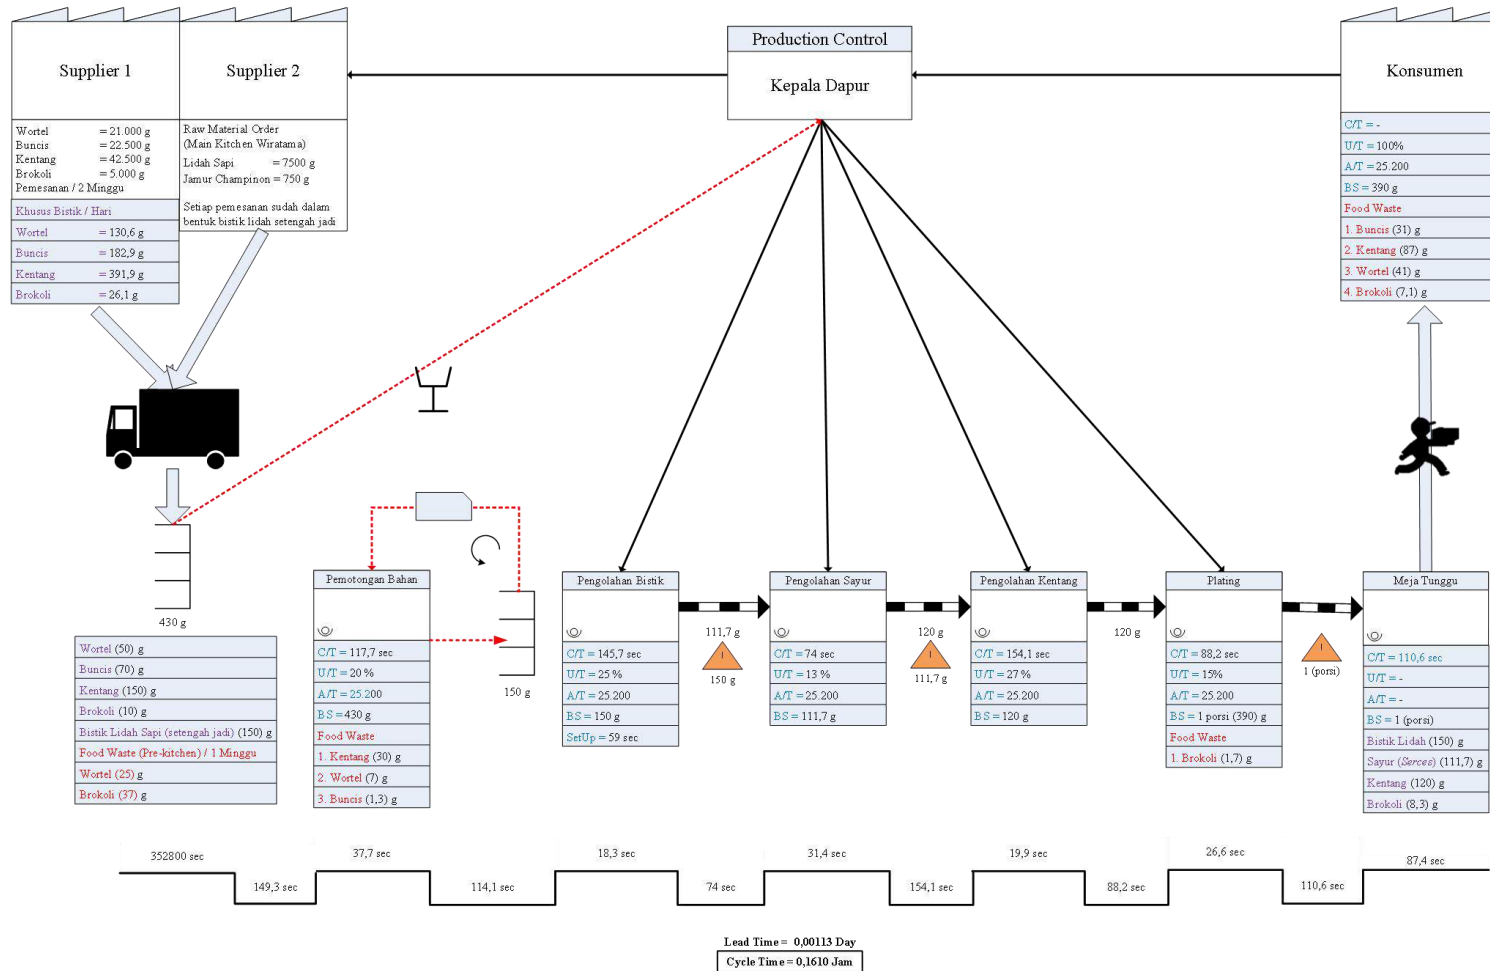 Supplier 1
Supplier 2
Production Control
Kepala Dapur
Konsumen
Wortel = 21.000 g
Buncis = 22.500 g
Kentang = 42.500 g
Brokoli = 5.000 g
Pemesanan / 2 Minggu
Khusus Bistik / Hari
Wortel = 130,6 g
Buncis = 182,9 g
Kentang = 391,9 g
Brokoli = 26,1 g
Raw Material Order
(Main Kitchen Wiratama)
Lidah Sapi = 7500 g
Jamur Champinon = 750 g
Setiap pemesanan sudah dalam
bentuk bistik lidah setengah jadi
C/T = -
U/T = 100%
A/T = 25.200
BS = 390 g
Food Waste
1. Buncis (31) g
2. Kentang (87) g
3. Wortel (41) g
4. Brokoli (7,1) g
430 g
Wortel (50) g
Buncis (70) g
Kentang (150) g
Brokoli (10) g
Bistik Lidah Sapi (setengah jadi) (150) g
Food Waste (Pre-kitchen) / 1 Minggu
Wortel (25) g
Brokoli (37) g
Pemotongan Bahan
C/T = 117,7 sec
U/T = 20 %
A/T = 25.200
BS = 430 g
Food Waste
1. Kentang (30) g
2. Wortel (7) g
3. Buncis (1,3) g
150 g
Pengolahan Bistik
C/T = 145,7 sec
U/T = 25 %
A/T = 25.200
BS = 150 g
SetUp = 59 sec
111,7 g
I
150 g
Pengolahan Sayur
C/T = 74 sec
U/T = 13 %
A/T = 25.200
BS = 111,7 g
120 g
I
111,7 g
Pengolahan Kentang
C/T = 154,1 sec
U/T = 27 %
A/T = 25.200
BS = 120 g
120 g
Plating
C/T = 88,2 sec
U/T = 15%
A/T = 25.200
BS = 1 porsi (390) g
Food Waste
1. Brokoli (1,7) g
I
1 (porsi)
Meja Tunggu
C/T = 110,6 sec
U/T = -
A/T = -
BS = 1 (porsi)
Bistik Lidah (150) g
Sayur (Serces) (111,7) g
Kentang (120) g
Brokoli (8,3) g
352800 sec
149,3 sec
37,7 sec
114,1 sec
18,3 sec
74 sec
31,4 sec
154,1 sec
19,9 sec
88,2 sec
26,6 sec
110,6 sec
87,4 sec
Lead Time = 0,00113 Day
Cycle Time = 0,1610 Jam